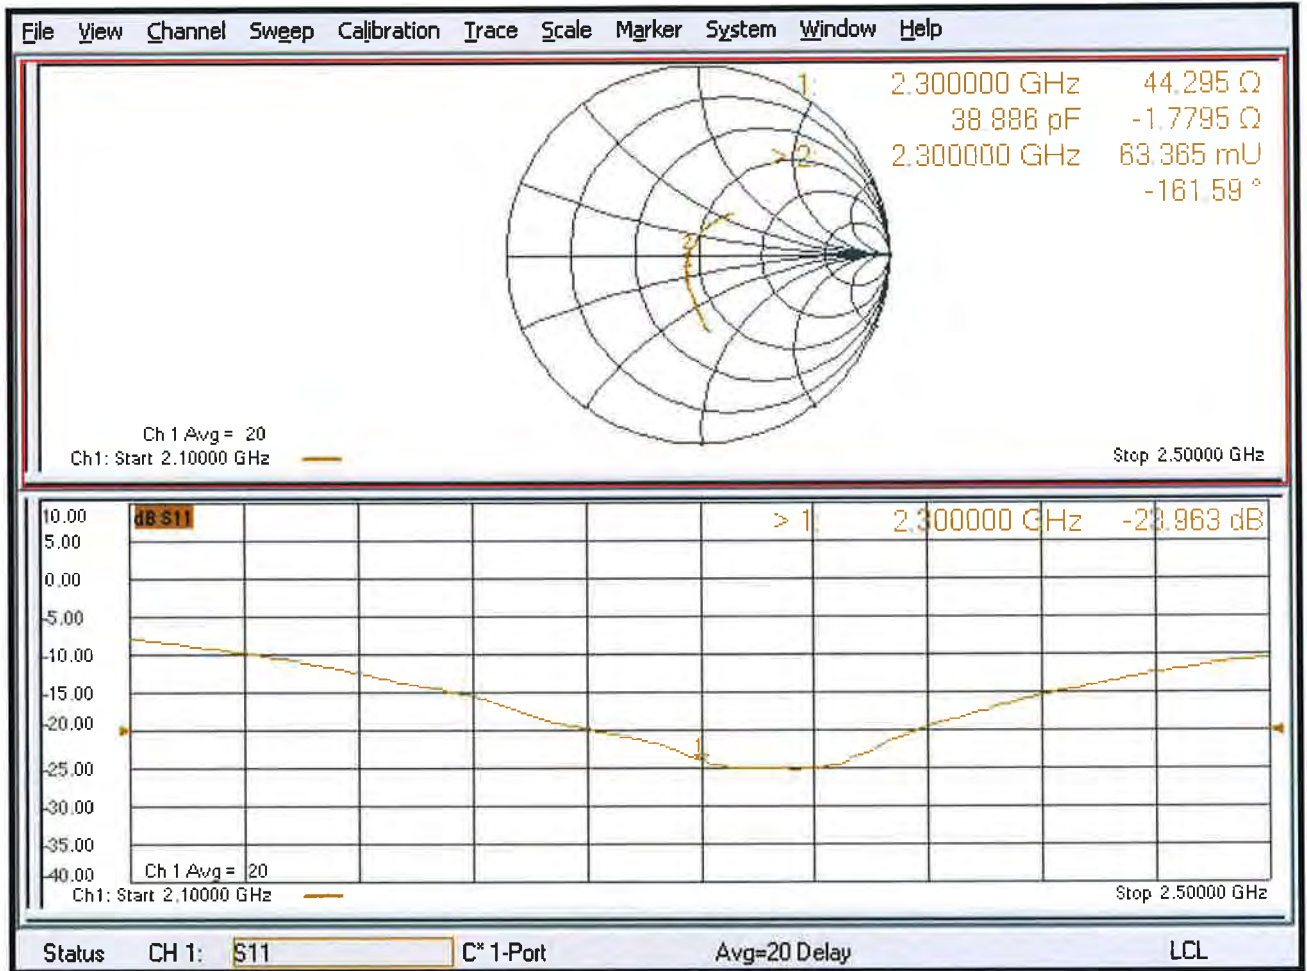 File View Channel Sweep Calibration Trace Scale Marker System Window Help
1: 2.300000 GHz 44.295 Ω
38.886 pF -1.7795 Ω
> 2: 2.300000 GHz 63.365 mU
-161.59 °
2
Ch 1 Avg = 20
Ch1: Start 2.10000 GHz
Stop 2.50000 GHz
10.00
dB S11
> 1: 2.300000 GHz -23.963 dB
5.00
0.00
-5.00
-10.00
-15.00
-20.00
1
-25.00
-30.00
-35.00
-40.00
Ch 1 Avg = 20
Ch1: Start 2.10000 GHz
Stop 2.50000 GHz
Status CH 1: S11 C* 1-Port Avg=20 Delay LCL